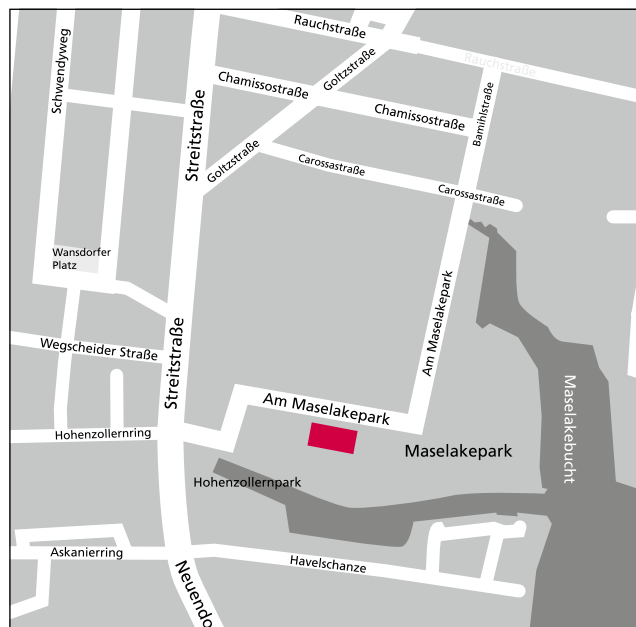 Rauchstraße
Rauchstraße
Schwendyweg
Goltzstraße
Chamissostraße
Chamissostraße
Bamihlstraße
Streitstraße
Goltzstraße
Carossastraße
Carossastraße
Wansdorfer
Platz
Am Maselakepark
Wegscheider Straße
Streitstraße
Maselakebucht
Am Maselakepark
Hohenzollernring
Maselakepark
Hohenzollernpark
Askanierring
Havelschanze
Neuendo